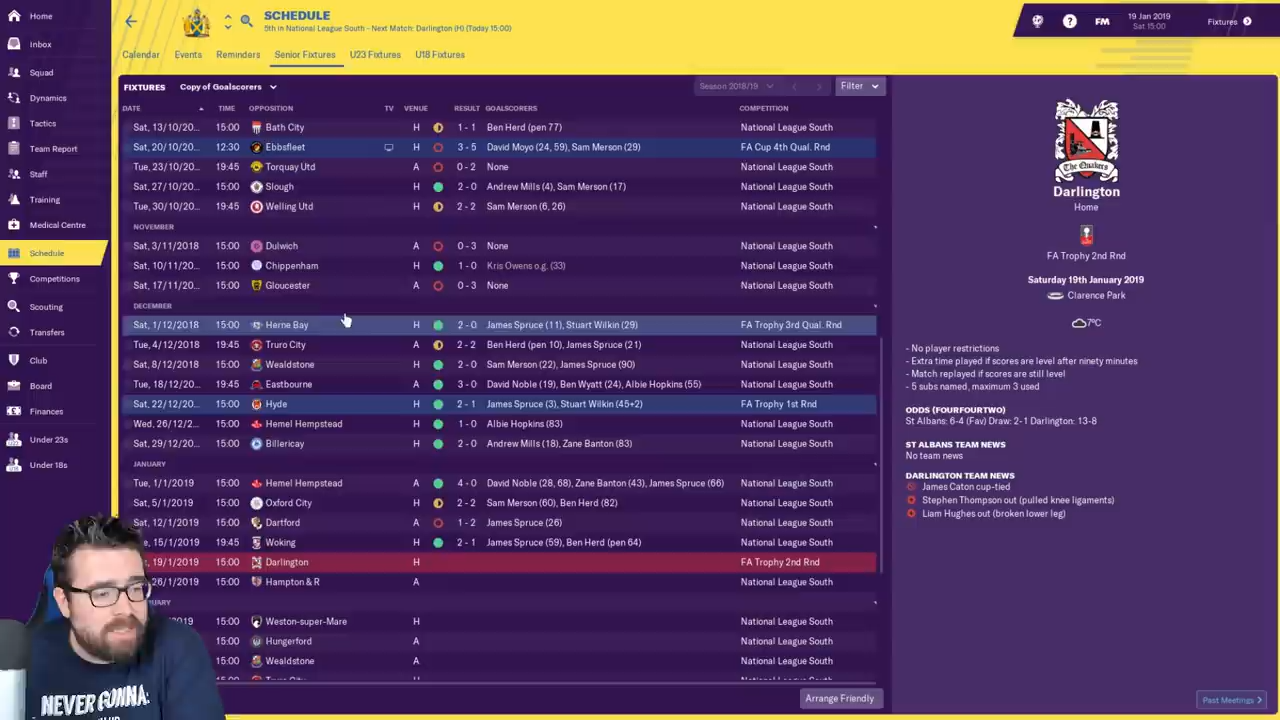 Home
SCHEDULE
5th in National League South - Next Match: Darlington (H) (Today 15:00)
FM
19 Jan 2019
Sat 15:00
Fixtures
Inbox
Squad
Dynamics
Tactics
Team Report
Staff
Training
Medical Centre
Schedule
Competitions
Scouting
Transfers
Club
Board
Finances
Under 23s
Under 18s
Calendar Events Reminders Senior Fixtures U23 Fixtures U18 Fixtures
FIXTURES Copy of Goalscorers Season 2018/19 Filter
DATE TIME OPPOSITION TV VENUE RESULT GOALSCORERS COMPETITION
Sat, 13/10/20... 15:00 Bath City H 1 - 1 Ben Herd (pen 77) National League South
Sat, 20/10/20... 12:30 Ebbsfleet H 3 - 5 David Moyo (24, 59), Sam Merson (29) FA Cup 4th Qual. Rnd
Tue, 23/10/20... 19:45 Torquay Utd A 0 - 2 None National League South
Sat, 27/10/20... 15:00 Slough H 2 - 0 Andrew Mills (4), Sam Merson (17) National League South
Tue, 30/10/20... 19:45 Welling Utd H 2 - 2 Sam Merson (6, 26) National League South
NOVEMBER
Sat, 3/11/2018 15:00 Dulwich A 0 - 3 None National League South
Sat, 10/11/20... 15:00 Chippenham H 1 - 0 Kris Owens o.g. (33) National League South
Sat, 17/11/20... 15:00 Gloucester A 0 - 3 None National League South
DECEMBER
Sat, 1/12/2018 15:00 Herne Bay H 2 - 0 James Spruce (11), Stuart Wilkin (29) FA Trophy 3rd Qual. Rnd
Tue, 4/12/2018 19:45 Truro City A 2 - 2 Ben Herd (pen 10), James Spruce (21) National League South
Sat, 8/12/2018 15:00 Wealdstone H 2 - 0 Sam Merson (22), James Spruce (90) National League South
Tue, 18/12/20... 19:45 Eastbourne A 3 - 0 David Noble (19), Ben Wyatt (24), Albie Hopkins (55) National League South
Sat, 22/12/20... 15:00 Hyde H 2 - 1 James Spruce (3), Stuart Wilkin (45+2) FA Trophy 1st Rnd
Wed, 26/12/2... 15:00 Hemel Hempstead H 1 - 0 Albie Hopkins (83) National League South
Sat, 29/12/20... 15:00 Billericay H 2 - 0 Andrew Mills (18), Zane Banton (83) National League South
JANUARY
Tue, 1/1/2019 15:00 Hemel Hempstead A 4 - 0 David Noble (28, 68), Zane Banton (43), James Spruce (66) National League South
Sat, 5/1/2019 15:00 Oxford City H 2 - 2 Sam Merson (60), Ben Herd (82) National League South
Sat, 12/1/2019 15:00 Dartford A 1 - 2 James Spruce (26) National League South
15/1/2019 19:45 Woking H 2 - 1 James Spruce (59), Ben Herd (pen 64) National League South
19/1/2019 15:00 Darlington H FA Trophy 2nd Rnd
26/1/2019 15:00 Hampton & R A National League South
15:00 Weston-super-Mare H National League South
15:00 Hungerford A National League South
15:00 Wealdstone A National League South
Arrange Friendly
The Quakers
Darlington
Home
FA Trophy 2nd Rnd
Saturday 19th January 2019
Clarence Park
7°C
- No player restrictions
- Extra time played if scores are level after ninety minutes
- Match replayed if scores are still level
- 5 subs named, maximum 3 used
ODDS (FOURFOURTWO)
St Albans: 6-4 (Fav) Draw: 2-1 Darlington: 13-8
ST ALBANS TEAM NEWS
No team news
DARLINGTON TEAM NEWS
James Caton cup-tied
Stephen Thompson out (pulled knee ligaments)
Liam Hughes out (broken lower leg)
Past Meetings
NEVER GONNA